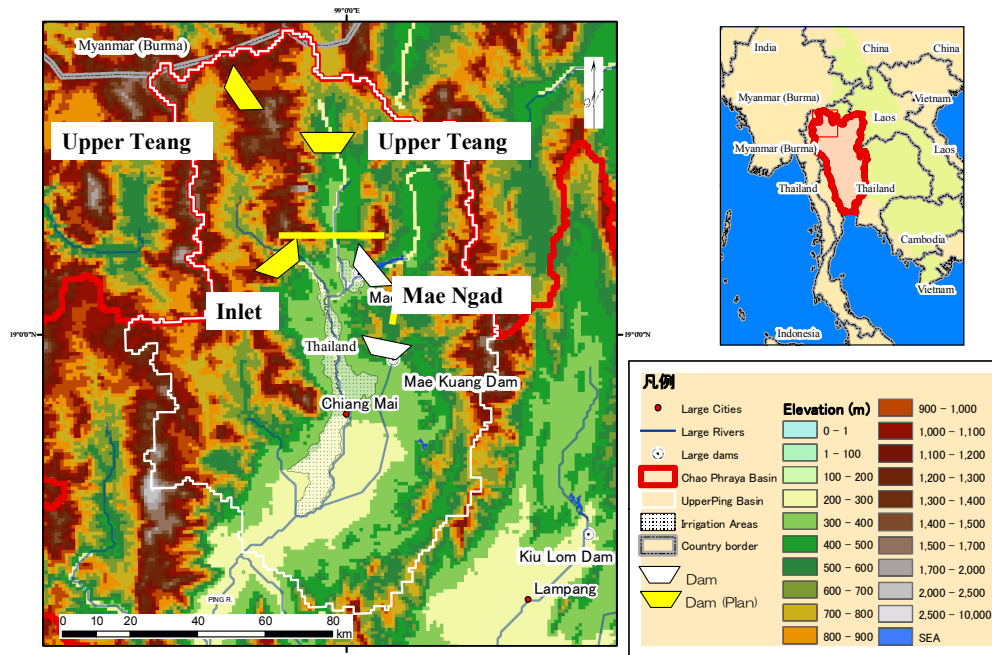 99°0'0"E
Myanmar (Burma)
Upper Teang
Upper Teang
Inlet
Mae Ngad
Mae
19°0'0"N
19°0'0"N
Thailand
Mae Kuang Dam
Chiang Mai
Kiu Lom Dam
Lampang
PING R.
0 10 20 40 60 80
km
India
China
China
Myanmar (Burma)
Vietnam
Laos
Myanmar (Burma)
Laos
Thailand
Thailand
Cambodia
Vietnam
Indonesia
凡例
Large Cities
Large Rivers
Large dams
Chao Phraya Basin
UpperPing Basin
Irrigation Areas
Country border
Dam
Dam (Plan)
Elevation (m)
0 - 1
1 - 100
100 - 200
200 - 300
300 - 400
400 - 500
500 - 600
600 - 700
700 - 800
800 - 900
900 - 1,000
1,000 - 1,100
1,100 - 1,200
1,200 - 1,300
1,300 - 1,400
1,400 - 1,500
1,500 - 1,700
1,700 - 2,000
2,000 - 2,500
2,500 - 10,000
SEA